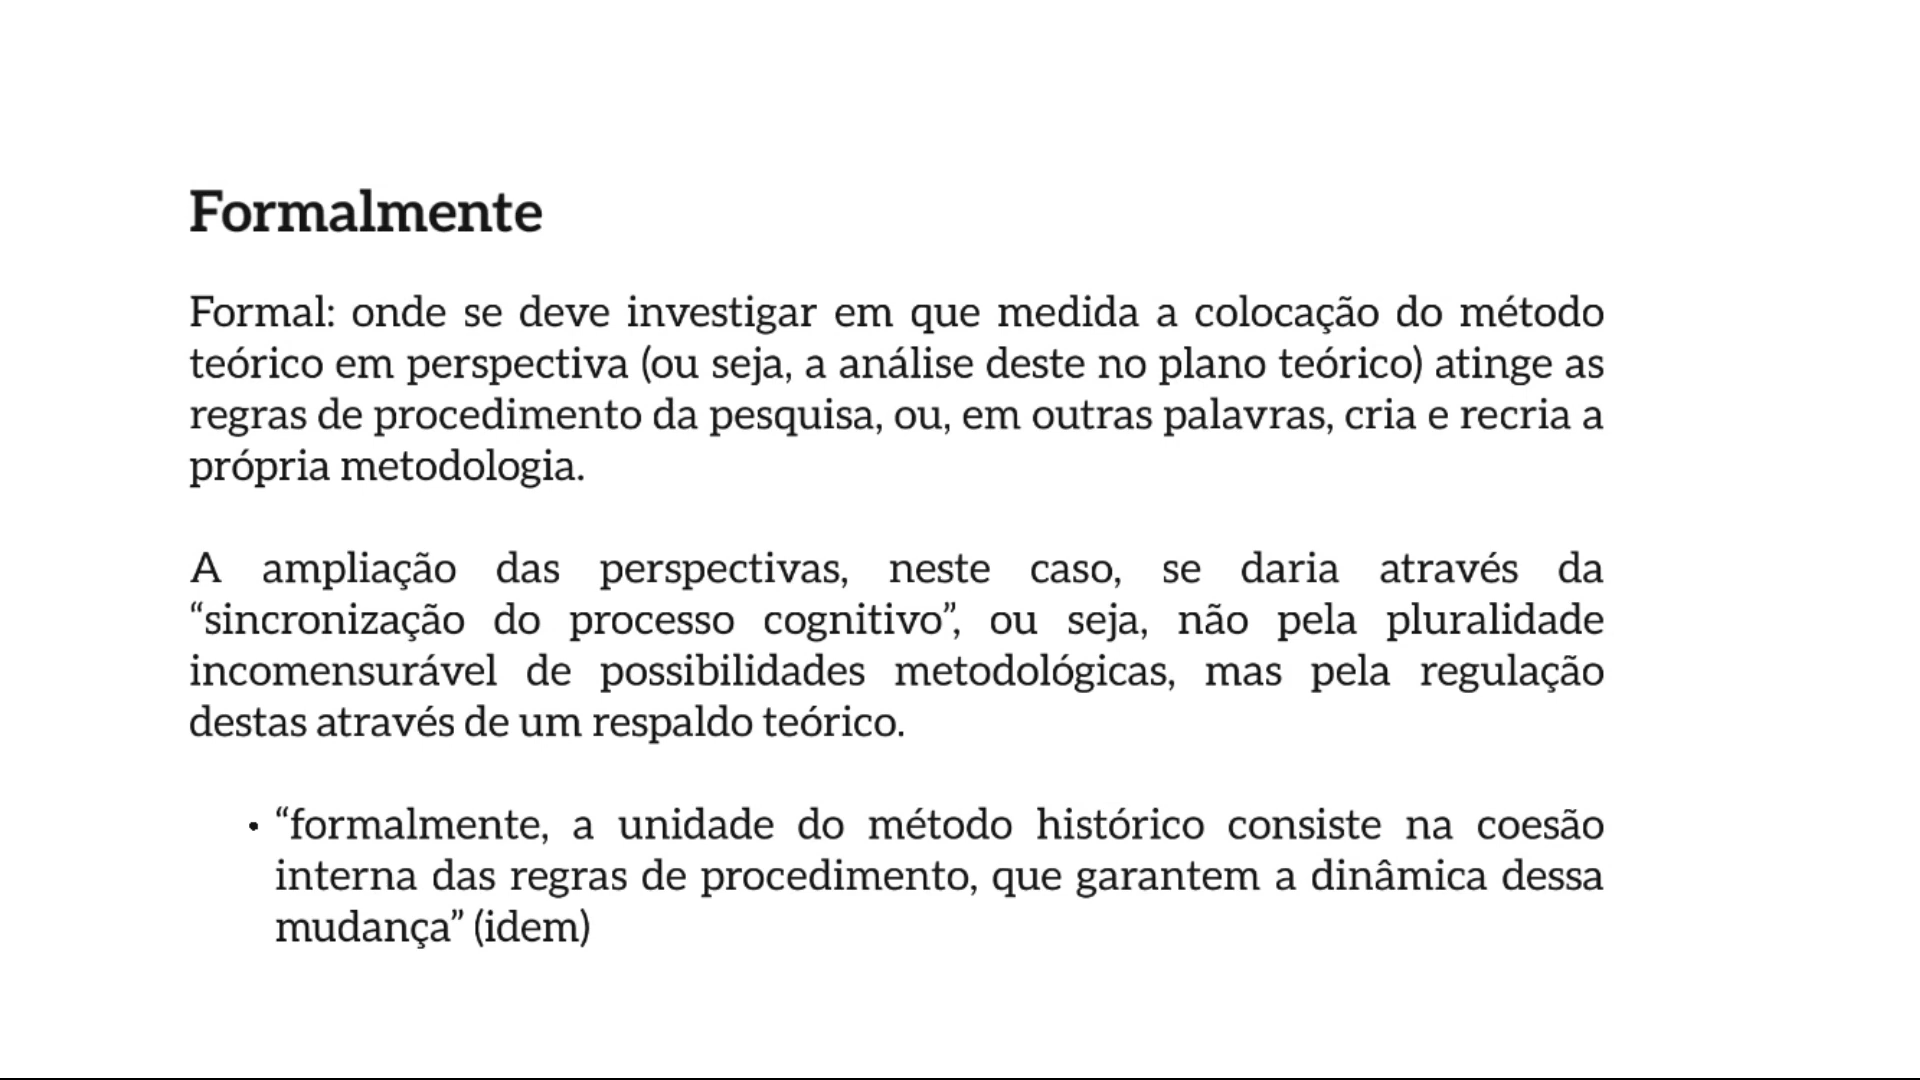 Formalmente
Formal: onde se deve investigar em que medida a colocação do método
teórico em perspectiva (ou seja, a análise deste no plano teórico) atinge as
regras de procedimento da pesquisa, ou, em outras palavras, cria e recria a
própria metodologia.
A ampliação das perspectivas, neste caso, se daria através da
“sincronização do processo cognitivo”, ou seja, não pela pluralidade
incomensurável de possibilidades metodológicas, mas pela regulação
destas através de um respaldo teórico.
• “formalmente, a unidade do método histórico consiste na coesão
interna das regras de procedimento, que garantem a dinâmica dessa
mudança” (idem)